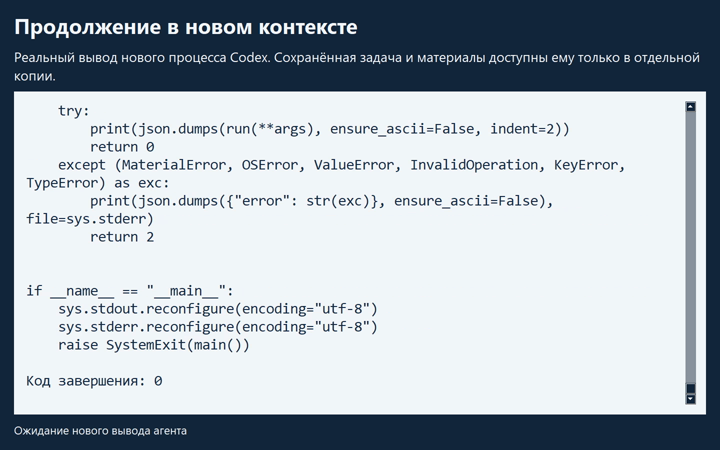 Продолжение в новом контексте
Реальный вывод нового процесса Codex. Сохранённая задача и материалы доступны ему только в отдельной
копии.
    try:
        print(json.dumps(run(**args), ensure_ascii=False, indent=2))
        return 0
    except (MaterialError, OSError, ValueError, InvalidOperation, KeyError,
TypeError) as exc:
        print(json.dumps({"error": str(exc)}, ensure_ascii=False),
file=sys.stderr)
        return 2
if __name__ == "__main__":
    sys.stdout.reconfigure(encoding="utf-8")
    sys.stderr.reconfigure(encoding="utf-8")
    raise SystemExit(main())
Код завершения: 0
Ожидание нового вывода агента